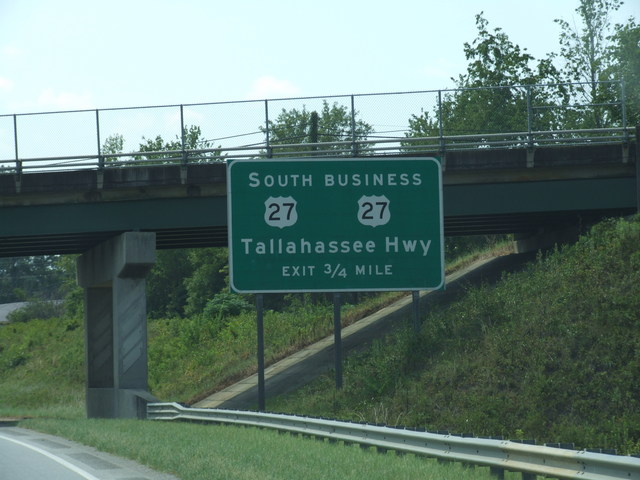 SOUTH BUSINESS
27 27
Tallahassee Hwy
EXIT 3/4 MILE